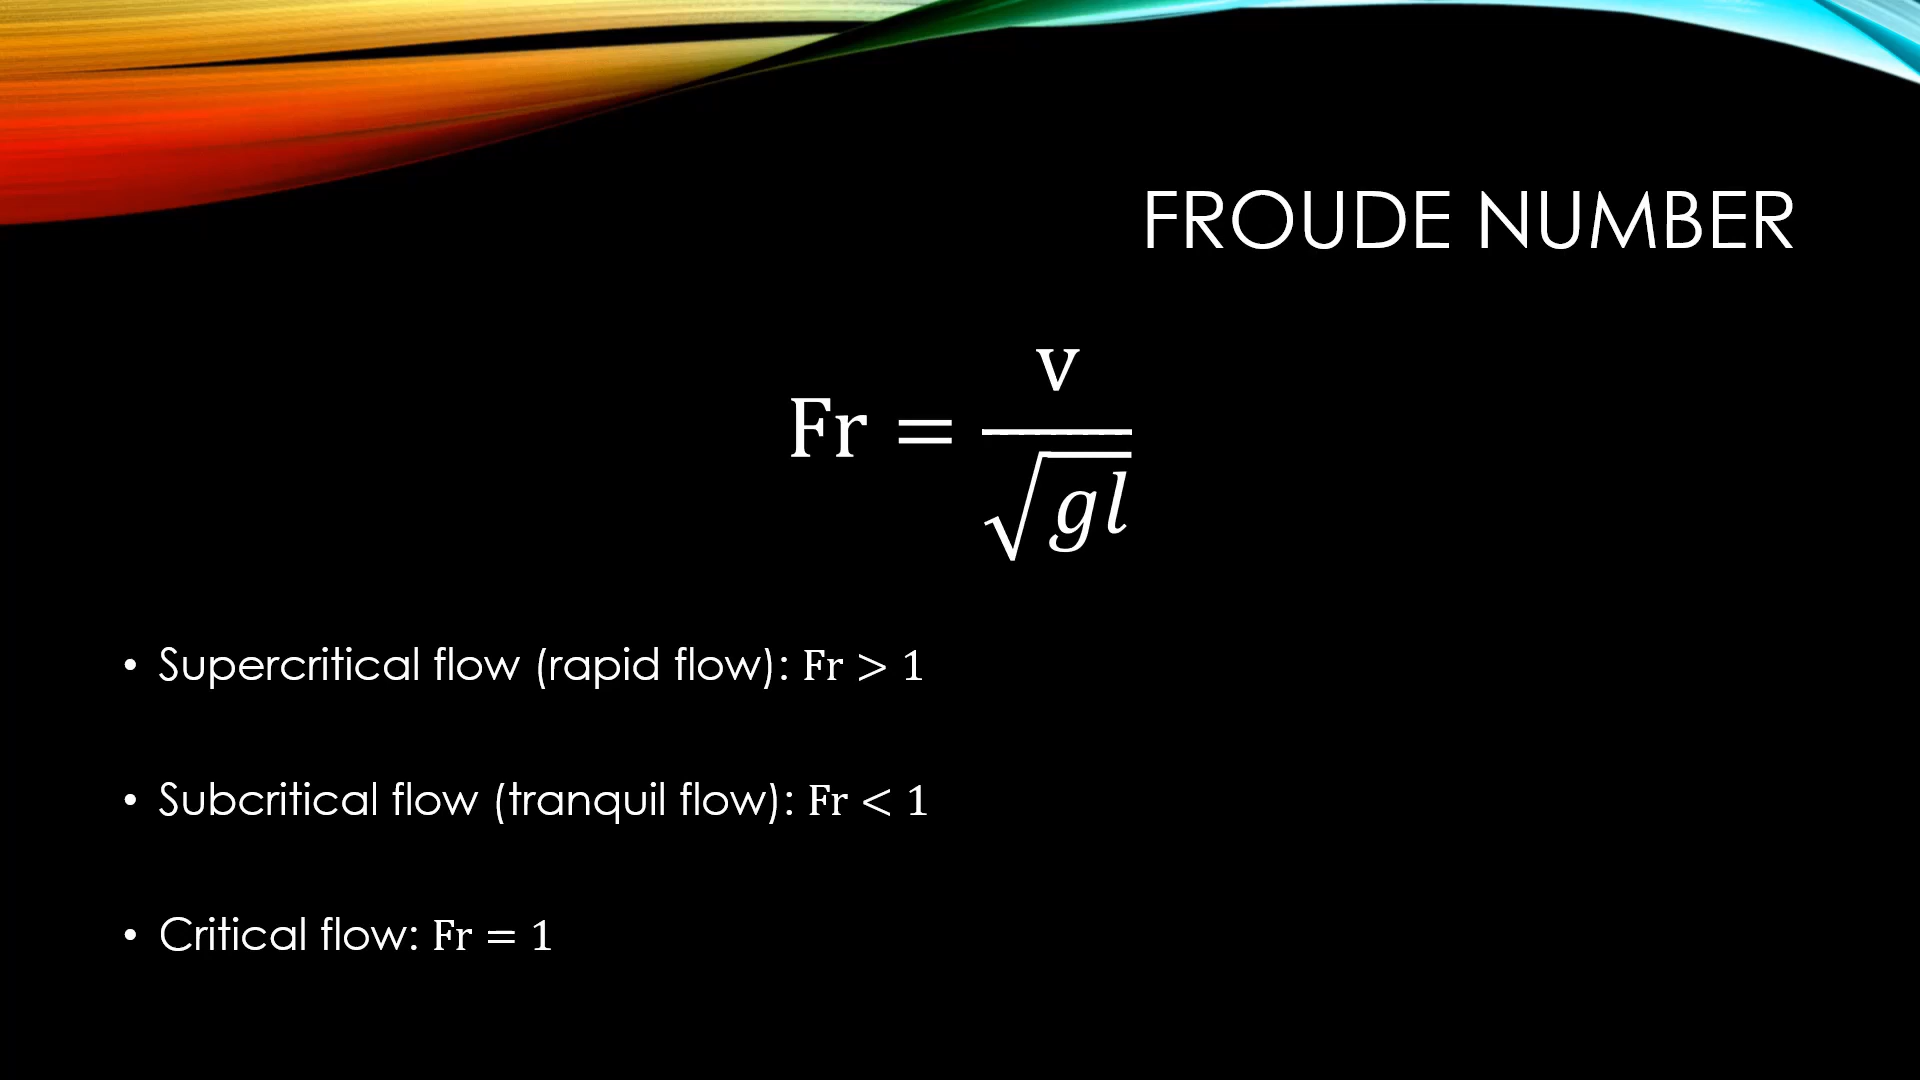 FROUDE NUMBER
Fr = v / √gl
• Supercritical flow (rapid flow): Fr > 1
• Subcritical flow (tranquil flow): Fr < 1
• Critical flow: Fr = 1